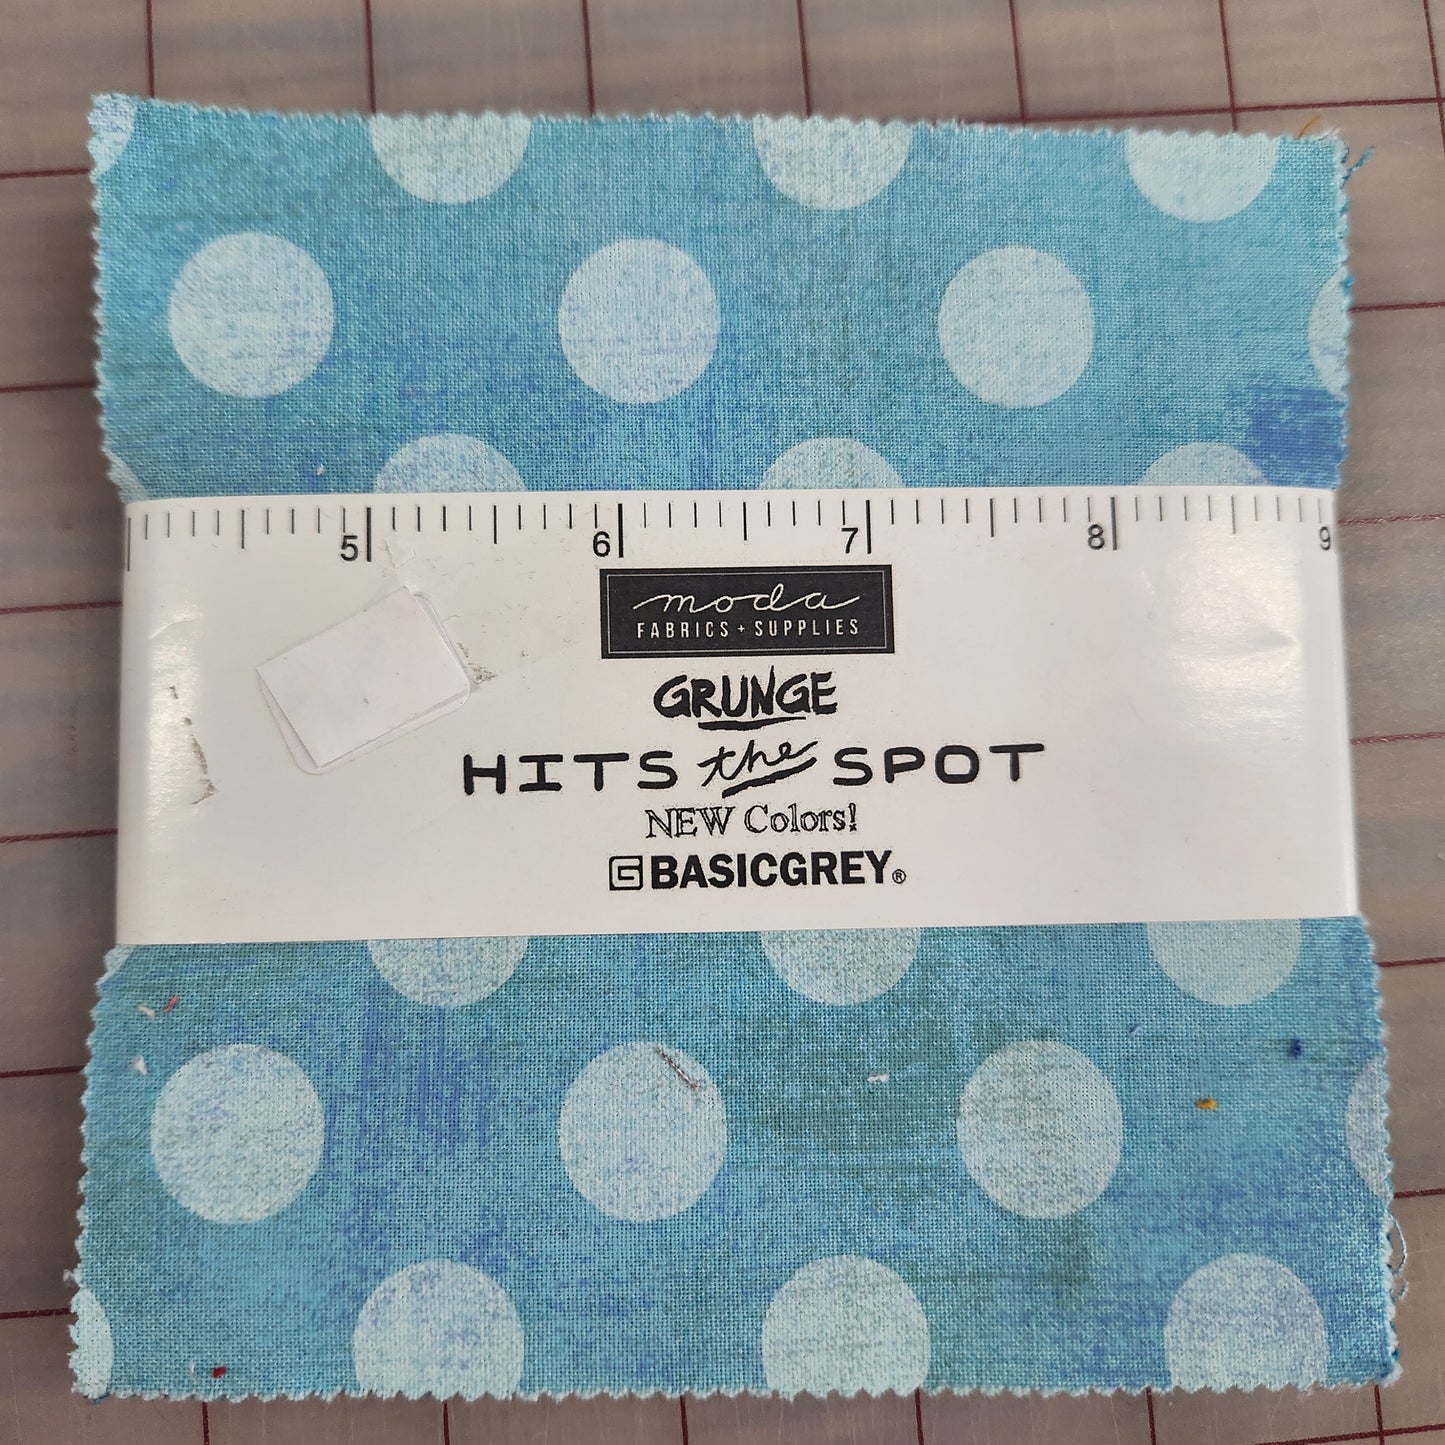 5 6 7 8 9
moda
FABRICS + SUPPLIES
GRUNGE
HITS the SPOT
NEW Colors!
G BASICGREY®